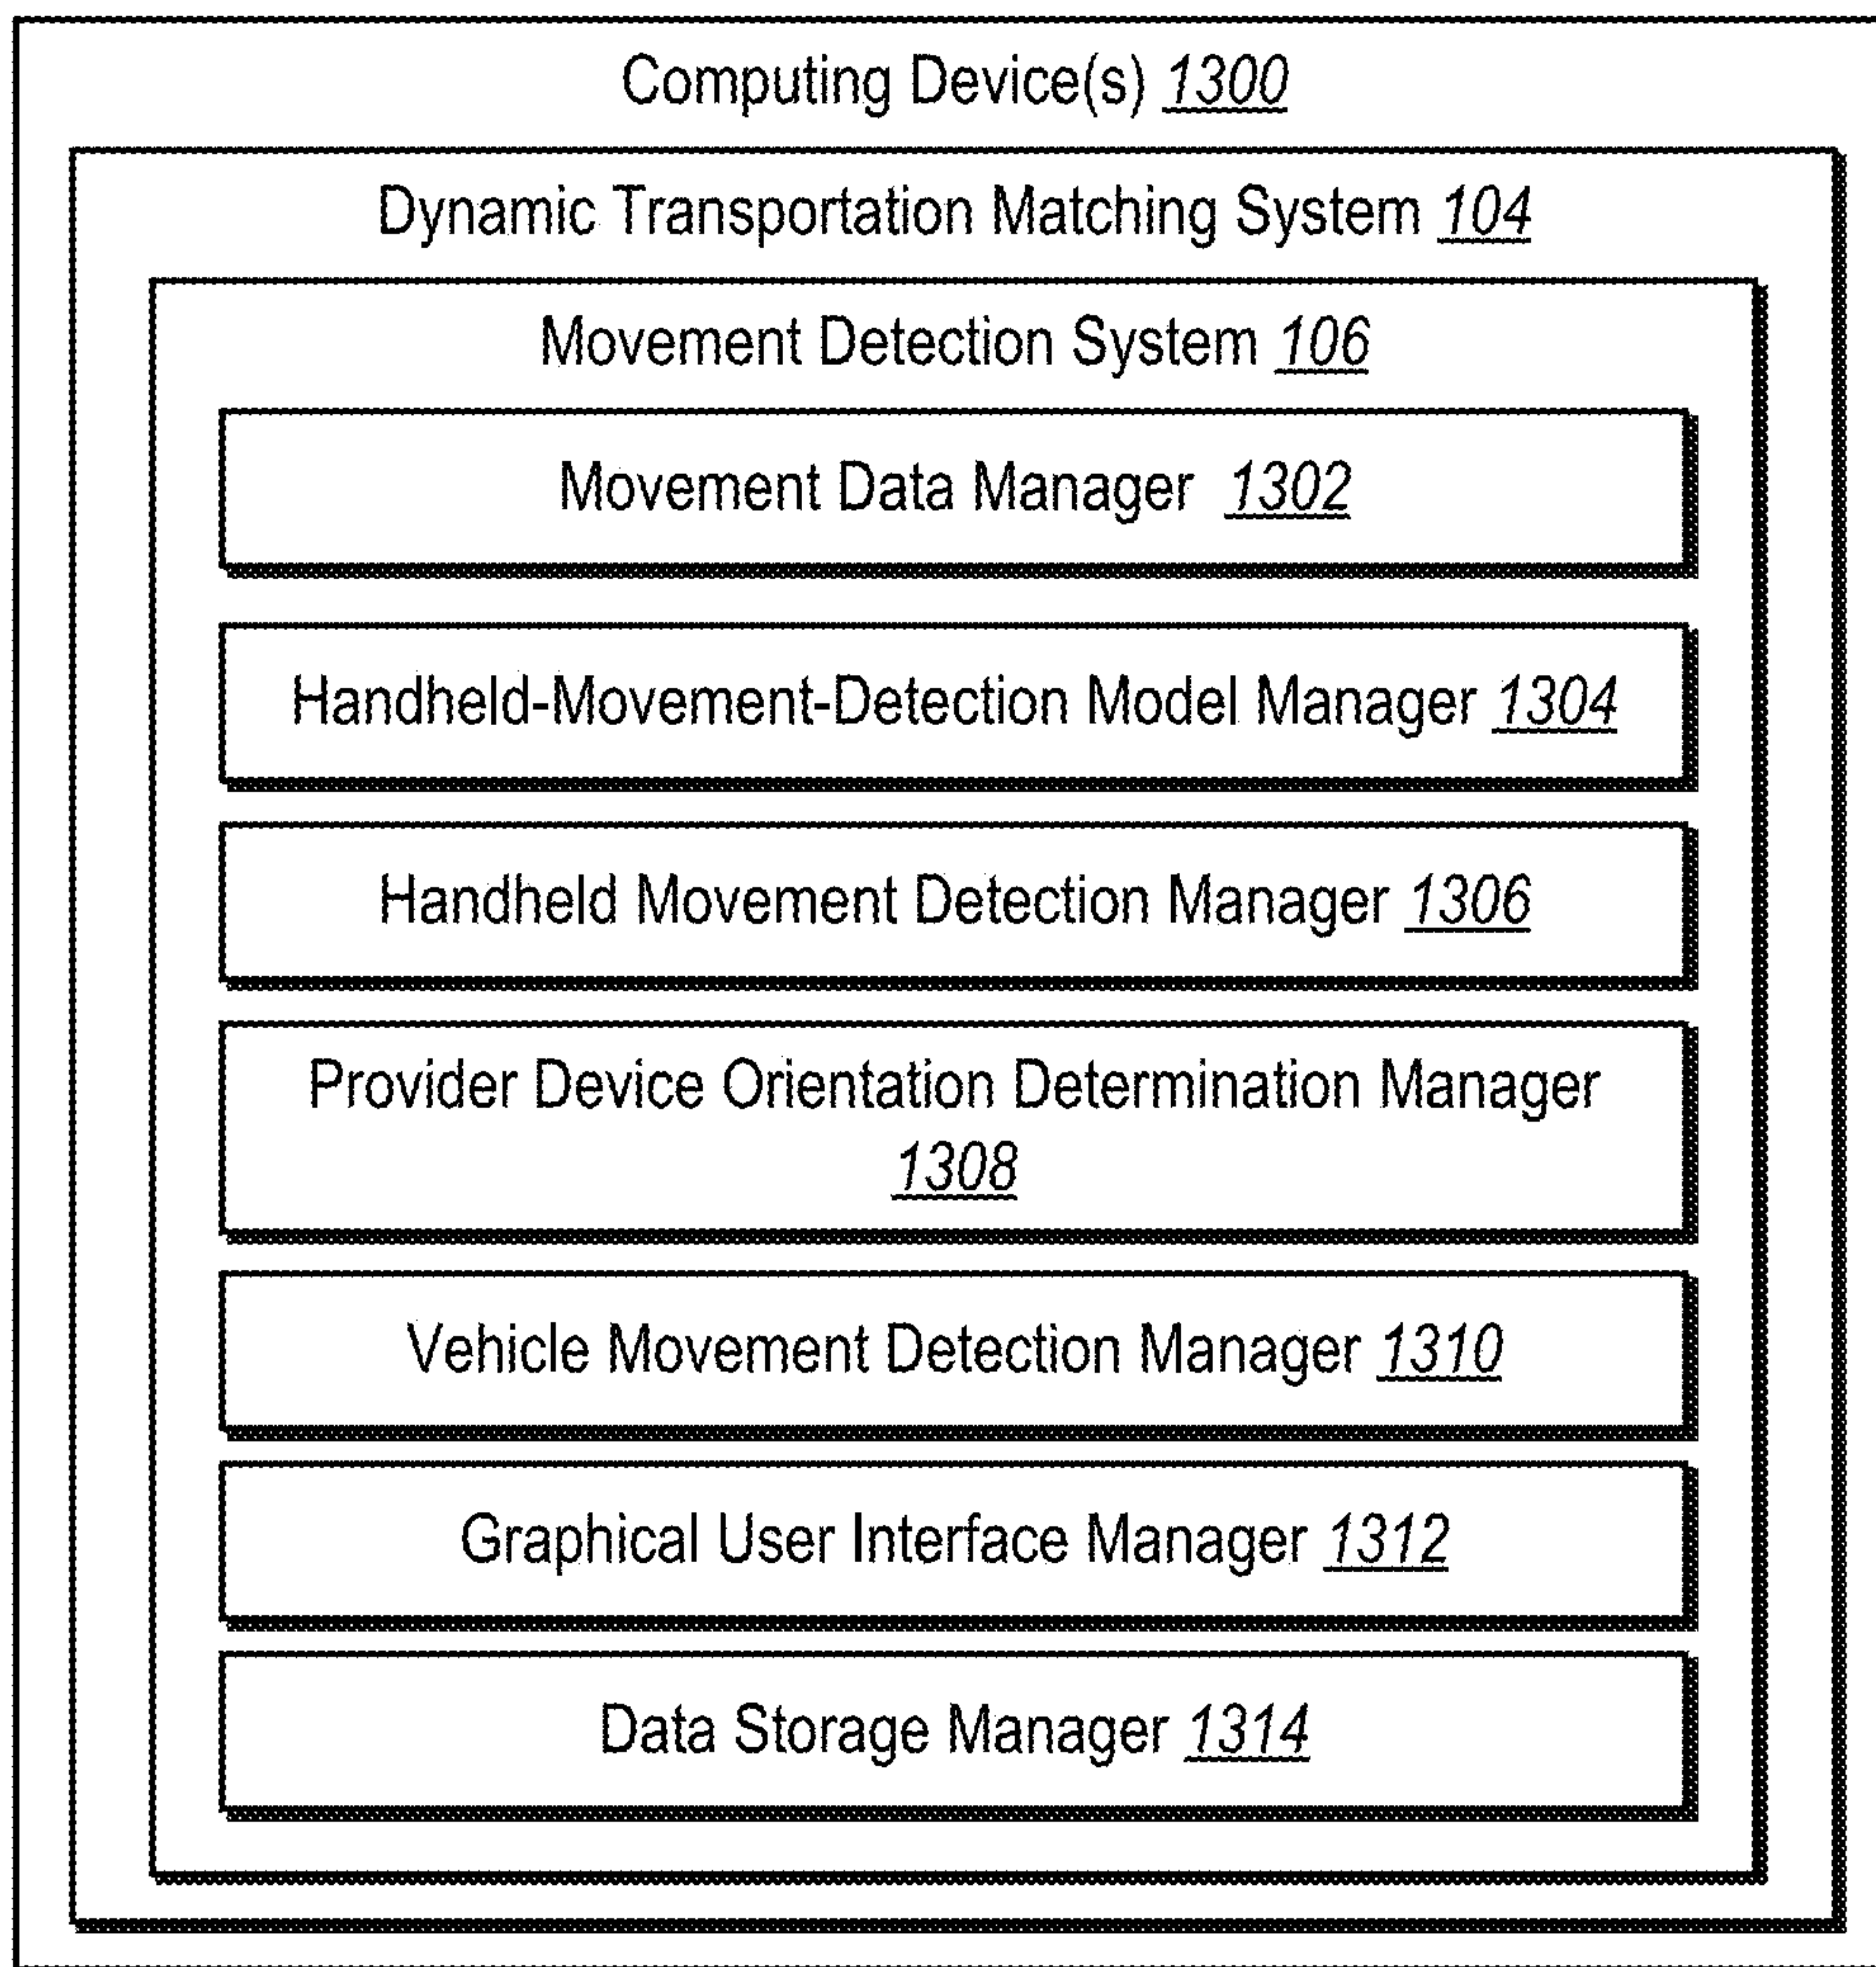 Computing Device(s) 1300
Dynamic Transportation Matching System 104
Movement Detection System 106
Movement Data Manager 1302
Handheld-Movement-Detection Model Manager 1304
Handheld Movement Detection Manager 1306
Provider Device Orientation Determination Manager
1308
Vehicle Movement Detection Manager 1310
Graphical User Interface Manager 1312
Data Storage Manager 1314